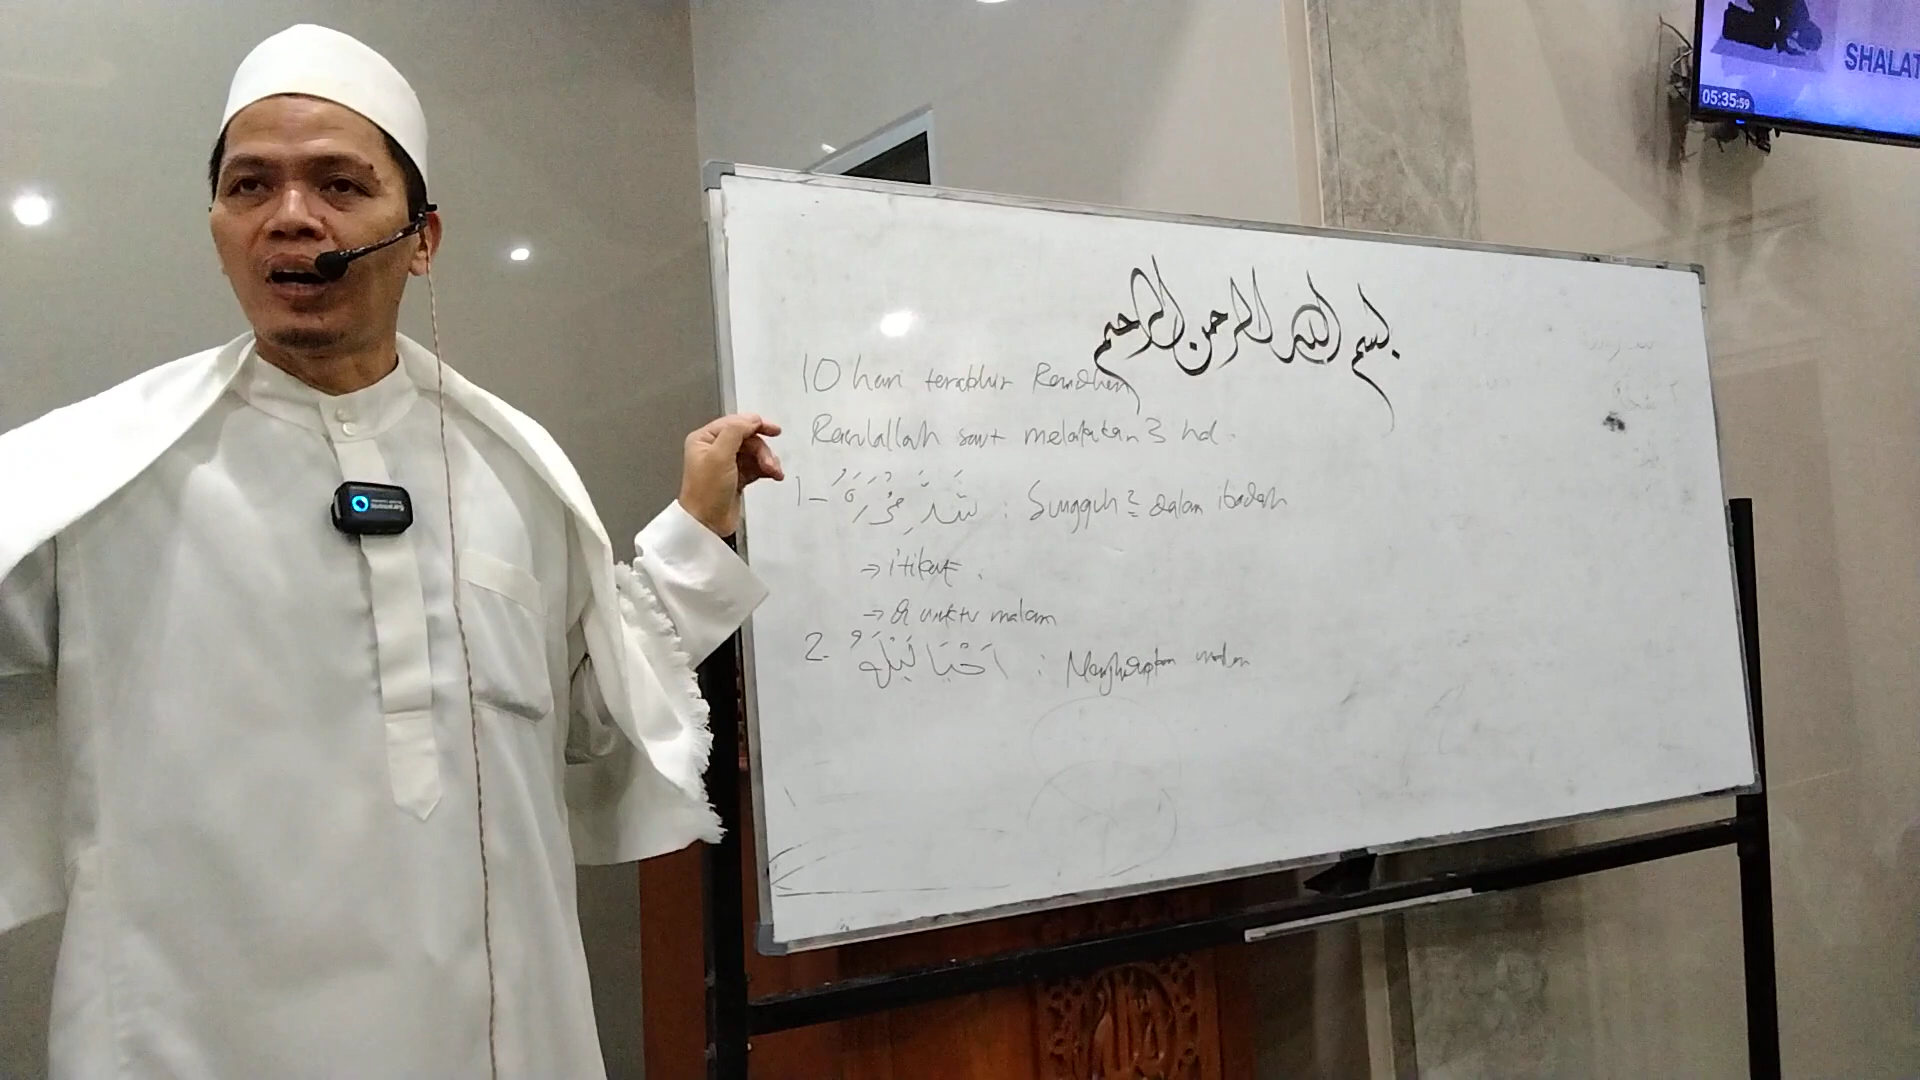 SHALAT
05:35:59
بسم الله الرحمن الرحيم
10 hari terakhir Ramadhan
Rasulallah saw melakukan 3 hal.
1- شَدَّ مِئْزَرَهُ : Sungguh2 dalam ibadah
→ i'tikaf.
→ di waktu malam
2. اَحْيَا لَيْلَهُ : Menghidupkan malam